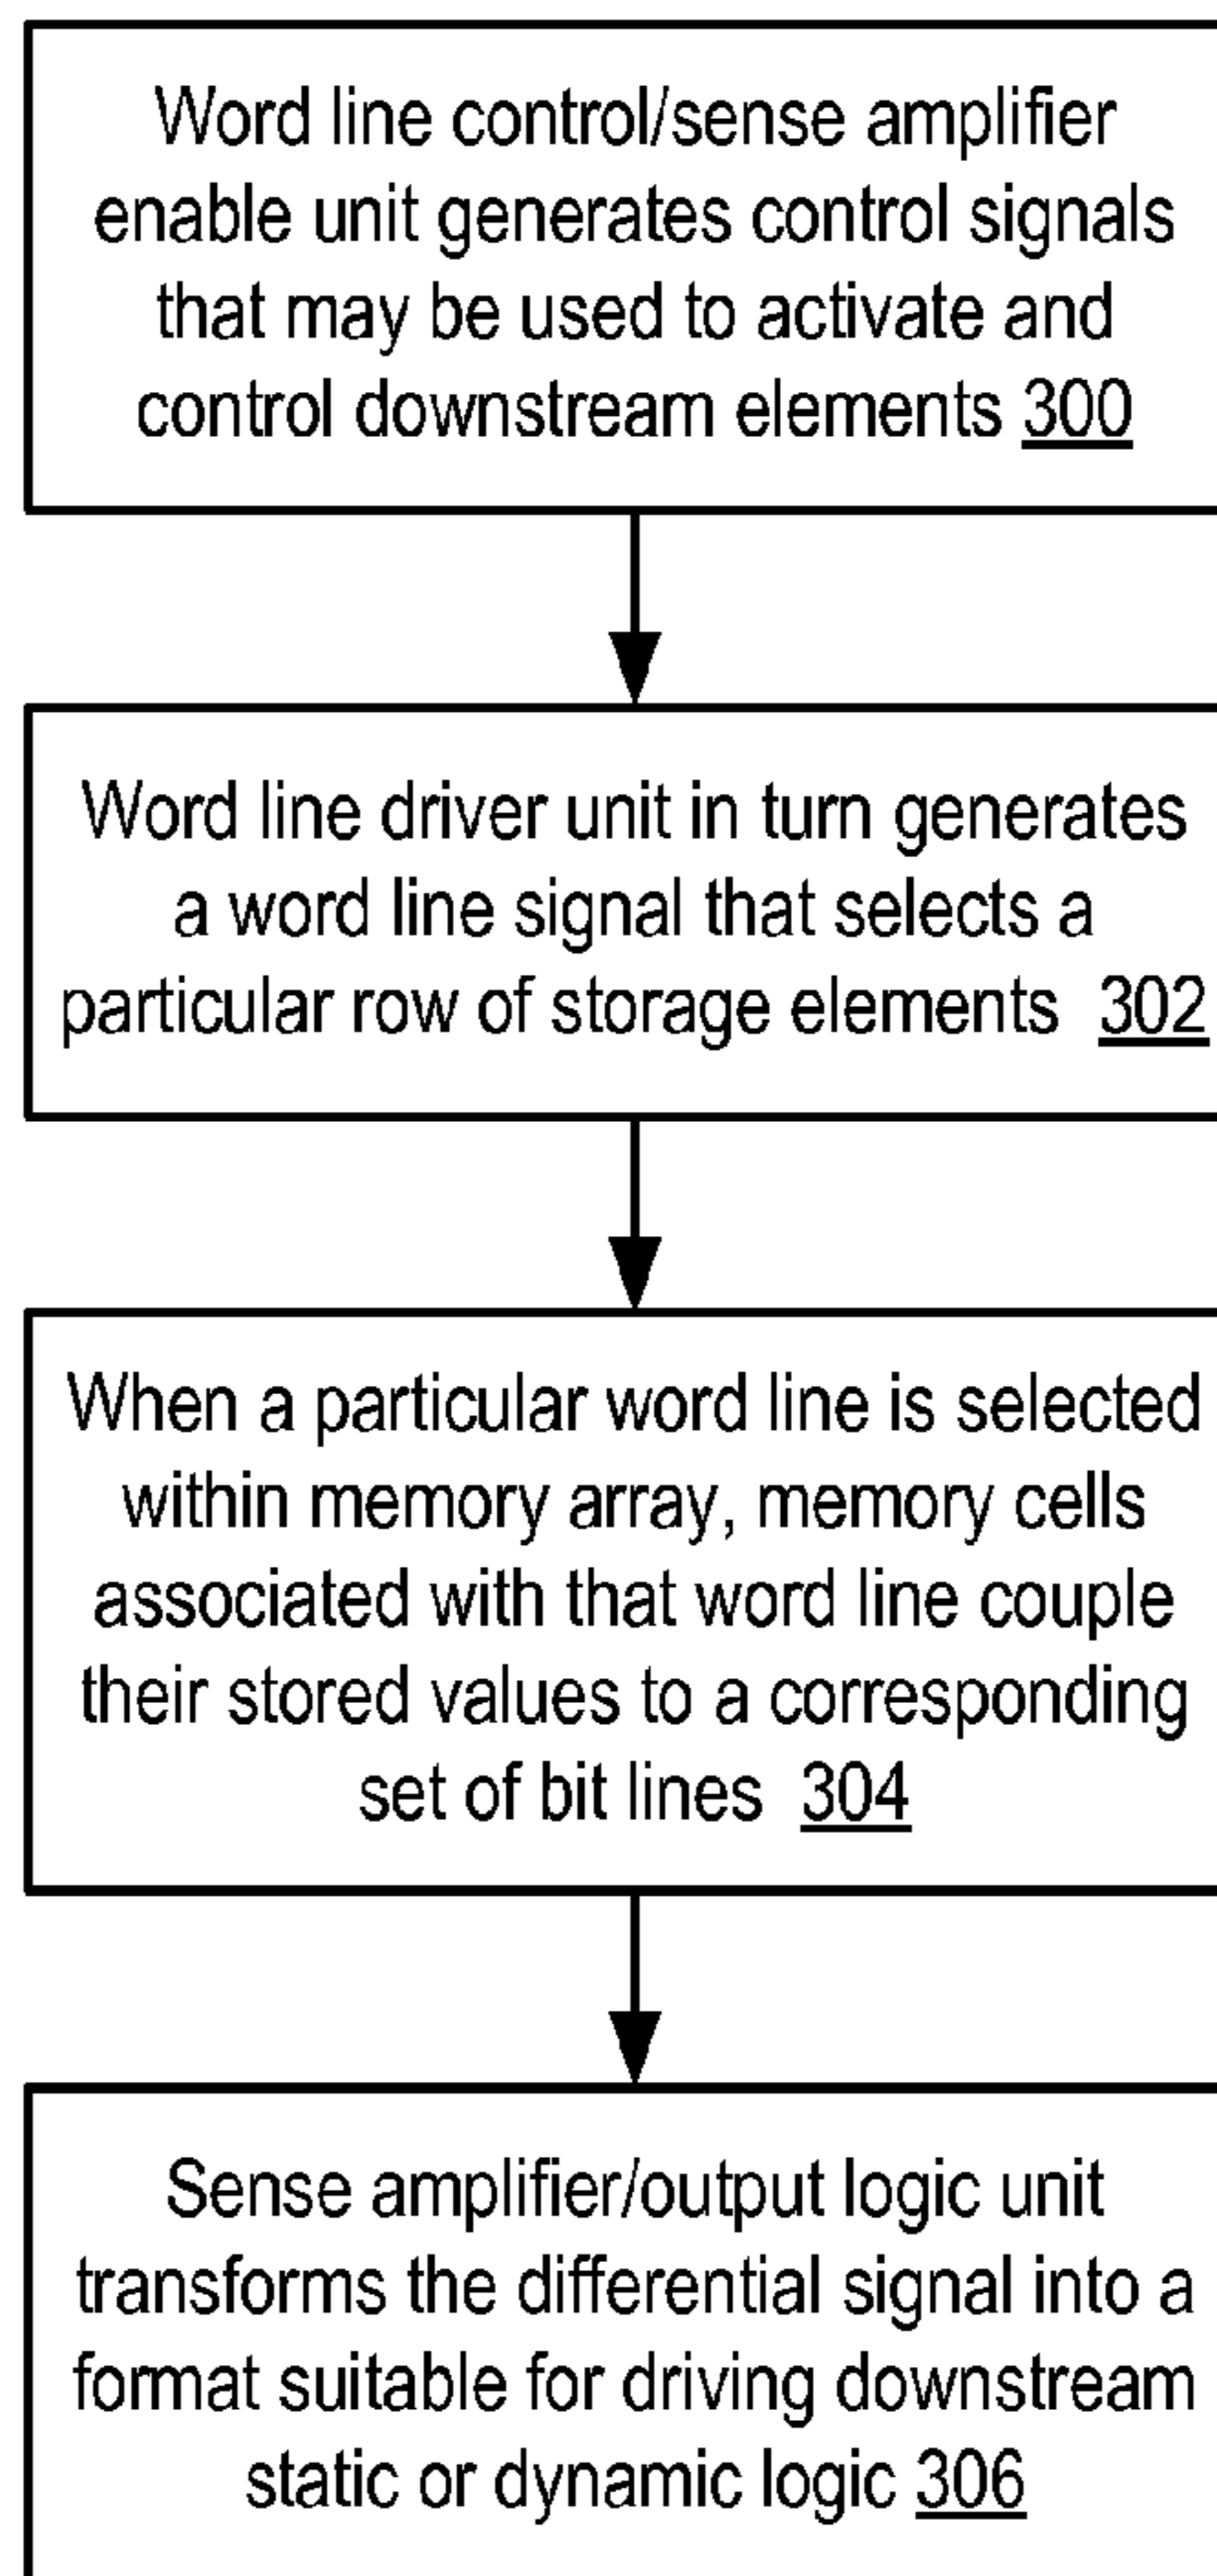 Word line control/sense amplifier
enable unit generates control signals
that may be used to activate and
control downstream elements 300
Word line driver unit in turn generates
a word line signal that selects a
particular row of storage elements 302
When a particular word line is selected
within memory array, memory cells
associated with that word line couple
their stored values to a corresponding
set of bit lines 304
Sense amplifier/output logic unit
transforms the differential signal into a
format suitable for driving downstream
static or dynamic logic 306